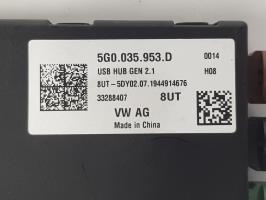 5G0.035.953.D 0014
USB HUB GEN 2.1 H08
8UT-5DY02.07.1944914676
33288407 8UT
VW AG
Made in China